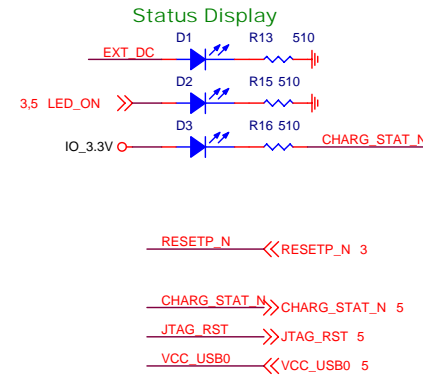 Status Display
D1 R13 510
EXT_DC
D2 R15 510
3,5 LED_ON
D3 R16 510
IO_3.3V CHARG_STAT_N
RESETP_N RESETP_N 3
CHARG_STAT_N CHARG_STAT_N 5
JTAG_RST JTAG_RST 5
VCC_USB0 VCC_USB0 5